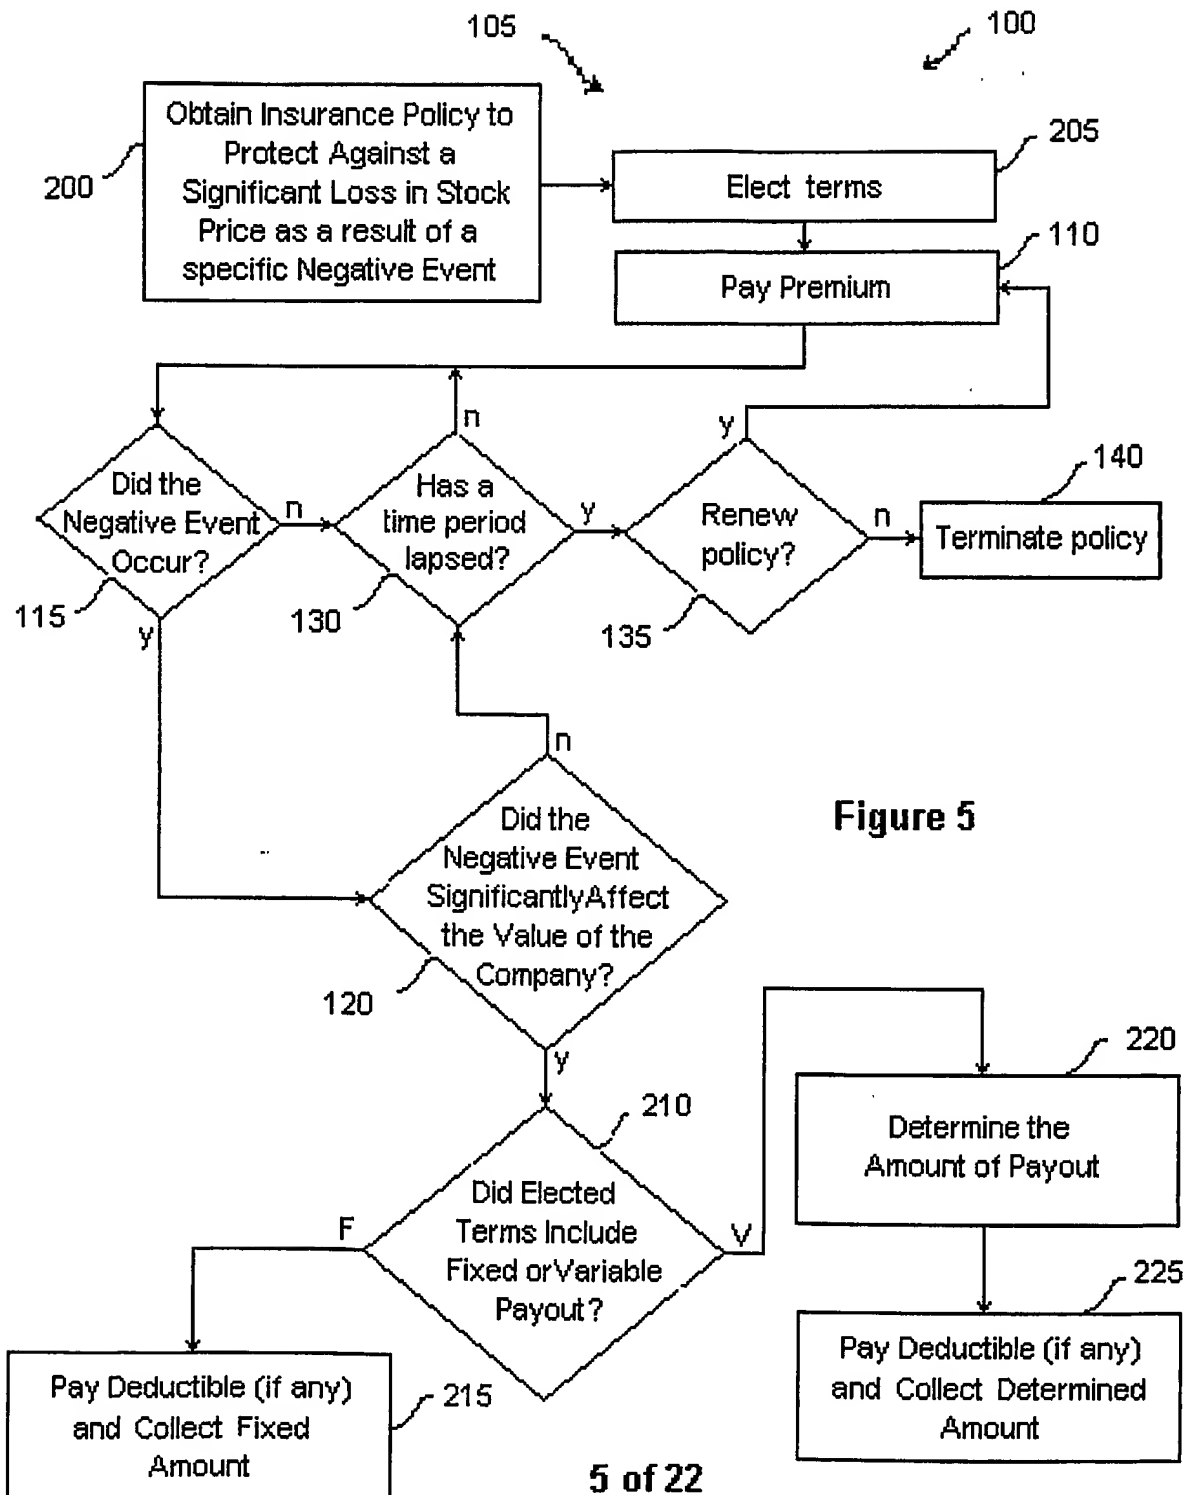 105
100
Obtain Insurance Policy to
Protect Against a
Significant Loss in Stock
Price as a result of a
specific Negative Event
200
205
Elect terms
110
Pay Premium
n
y
Did the
Negative Event
Occur?
115
n
y
Has a
time period
lapsed?
130
y
Renew
policy?
135
n
140
Terminate policy
n
Did the
Negative Event
Significantly Affect
the Value of the
Company?
120
y
Figure 5
210
Did Elected
Terms Include
Fixed or Variable
Payout?
F
V
220
Determine the
Amount of Payout
225
Pay Deductible (if any)
and Collect Determined
Amount
Pay Deductible (if any)
and Collect Fixed
Amount
215
5 of 22